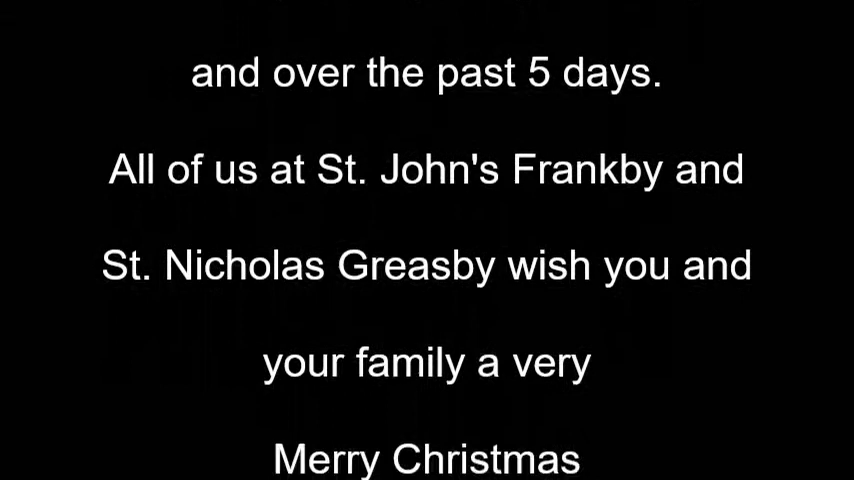 and over the past 5 days.
All of us at St. John's Frankby and
St. Nicholas Greasby wish you and
your family a very
Merry Christmas